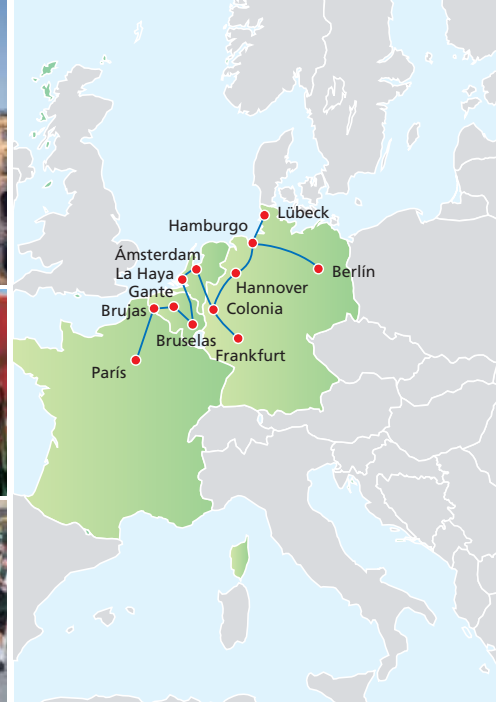 Lübeck
Hamburgo
Ámsterdam
Berlín
La Haya
Hannover
Gante
Brujas
Colonia
Bruselas
Frankfurt
París